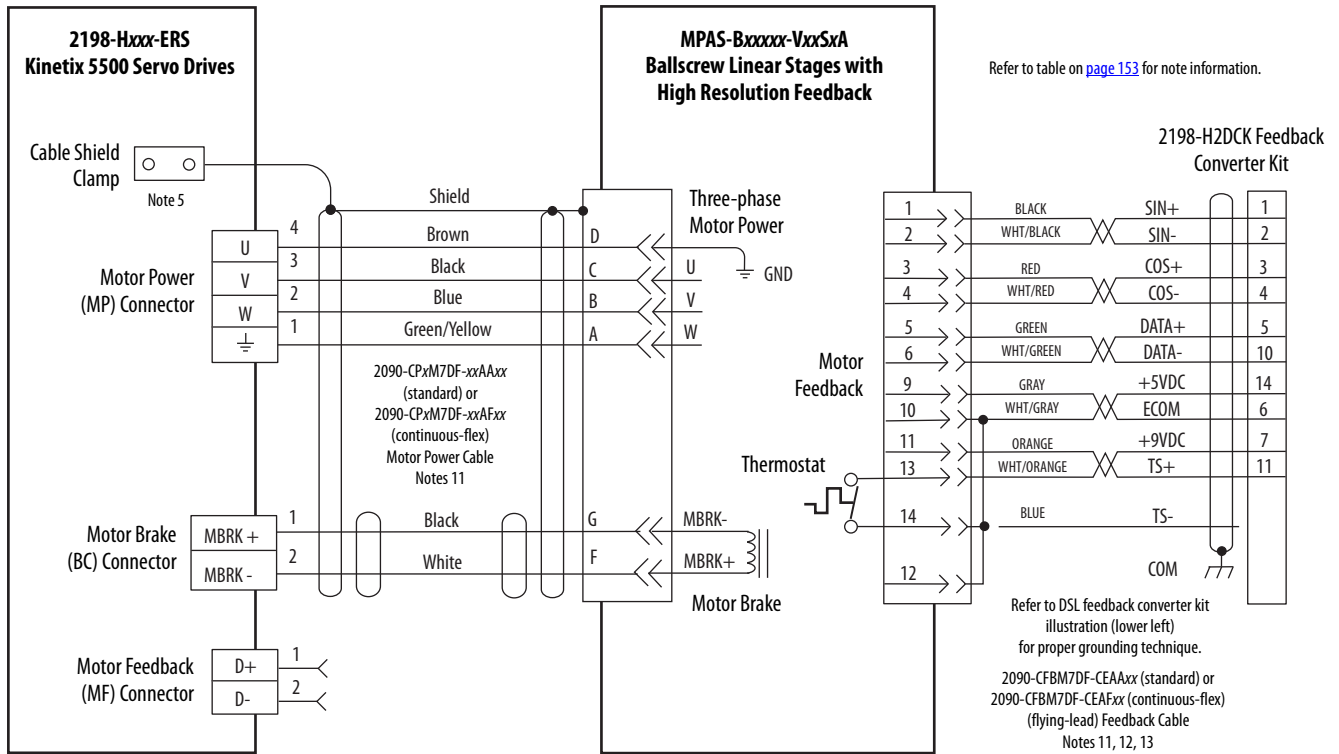 2198-Hxxx-ERS
Kinetix 5500 Servo Drives
MPAS-Bxxxxx-VxxSxA
Ballscrew Linear Stages with
High Resolution Feedback
Refer to table on page 153 for note information.
2198-H2DCK Feedback
Converter Kit
Cable Shield
Clamp
Note 5
Shield
Three-phase
Motor Power
Motor Power
(MP) Connector
U
4
Brown
D
GND
V
3
Black
C
U
W
2
Blue
B
V
1
Green/Yellow
A
W
2090-CPxM7DF-xxAAxx
(standard) or
2090-CPxM7DF-xxAFxx
(continuous-flex)
Motor Power Cable
Notes 11
Motor Brake
(BC) Connector
MBRK +
1
Black
G
MBRK-
MBRK -
2
White
F
MBRK+
Motor Brake
Motor Feedback
(MF) Connector
D+
1
D-
2
Motor
Feedback
Thermostat
1
BLACK
SIN+
1
2
WHT/BLACK
SIN-
2
3
RED
COS+
3
4
WHT/RED
COS-
4
5
GREEN
DATA+
5
6
WHT/GREEN
DATA-
10
9
GRAY
+5VDC
14
10
WHT/GRAY
ECOM
6
11
ORANGE
+9VDC
7
13
WHT/ORANGE
TS+
11
14
BLUE
TS-
12
COM
Refer to DSL feedback converter kit
illustration (lower left)
for proper grounding technique.
2090-CFBM7DF-CEAAxx (standard) or
2090-CFBM7DF-CEAFxx (continuous-flex)
(flying-lead) Feedback Cable
Notes 11, 12, 13